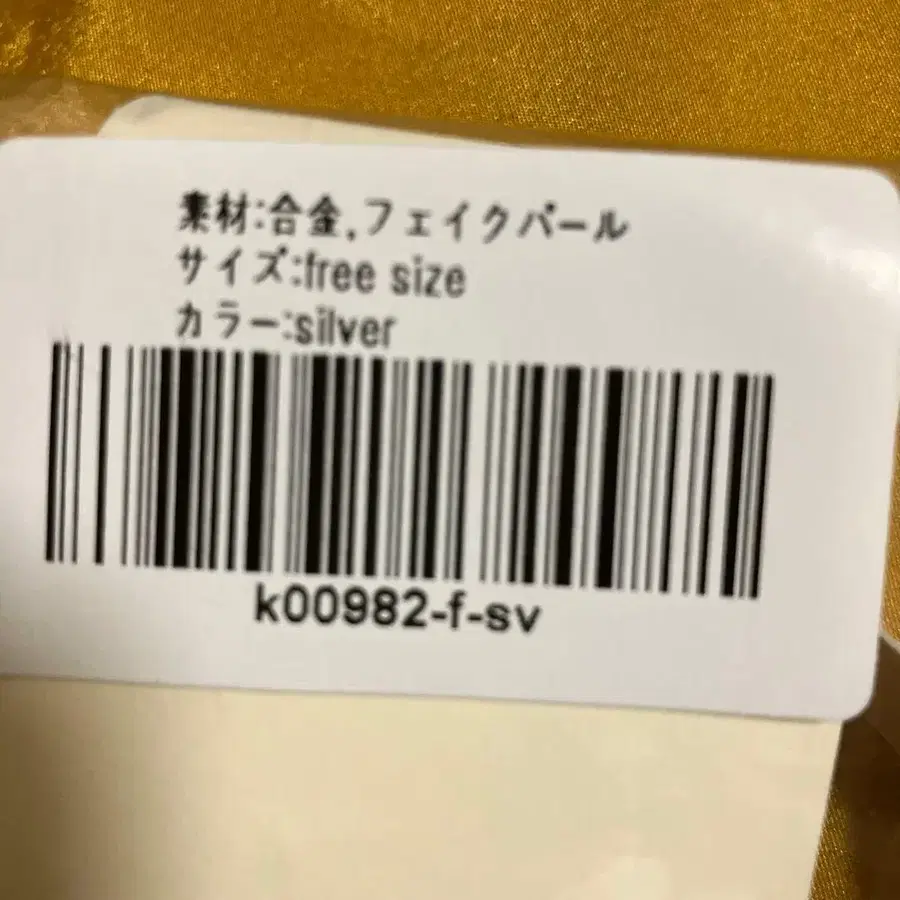 素材:合金,フェイクパール
サイズ:free size
カラー:silver
k00982-f-sv